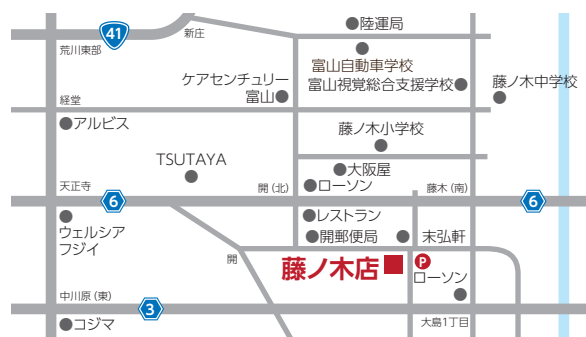 陸運局
41
新庄
荒川東部
富山自動車学校
ケアセンチュリー
富山
富山視覚総合支援学校
藤ノ木中学校
経堂
アルビス
藤ノ木小学校
TSUTAYA
大阪屋
天正寺
開(北)
ローソン
藤木(南)
6
6
レストラン
ウェルシア
フジイ
開郵便局
末弘軒
開
藤ノ木店
P
ローソン
中川原(東)
3
コジマ
大島1丁目